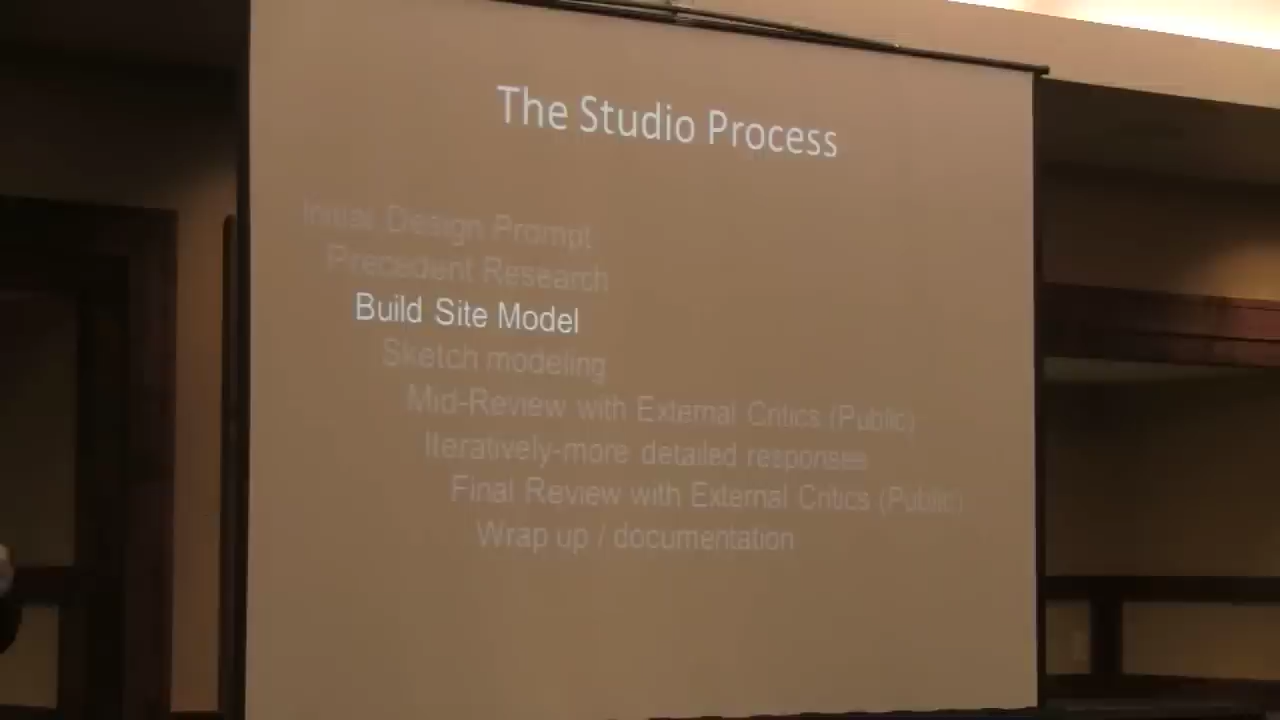 The Studio Process
Initial Design Prompt
Precedent Research
Build Site Model
Sketch modeling
Mid-Review with External Critics (Public)
Iteratively-more detailed responses
Final Review with External Critics (Public)
Wrap up / documentation